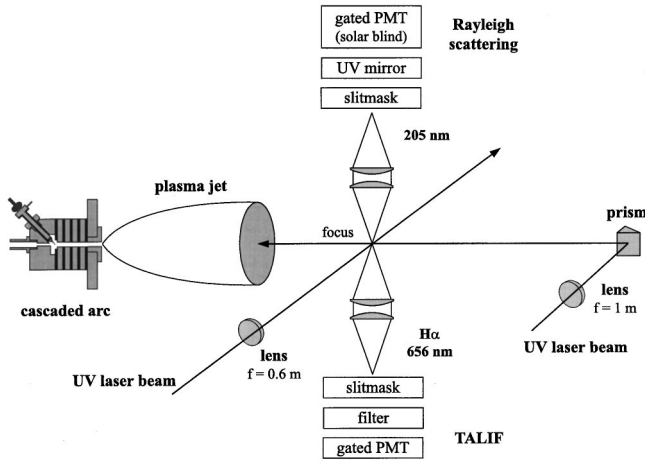 gated PMT
(solar blind)
Rayleigh
scattering
UV mirror
slitmask
205 nm
plasma jet
prism
focus
cascaded arc
lens
f = 1 m
Hα
656 nm
lens
f = 0.6 m
UV laser beam
UV laser beam
slitmask
filter
gated PMT
TALIF